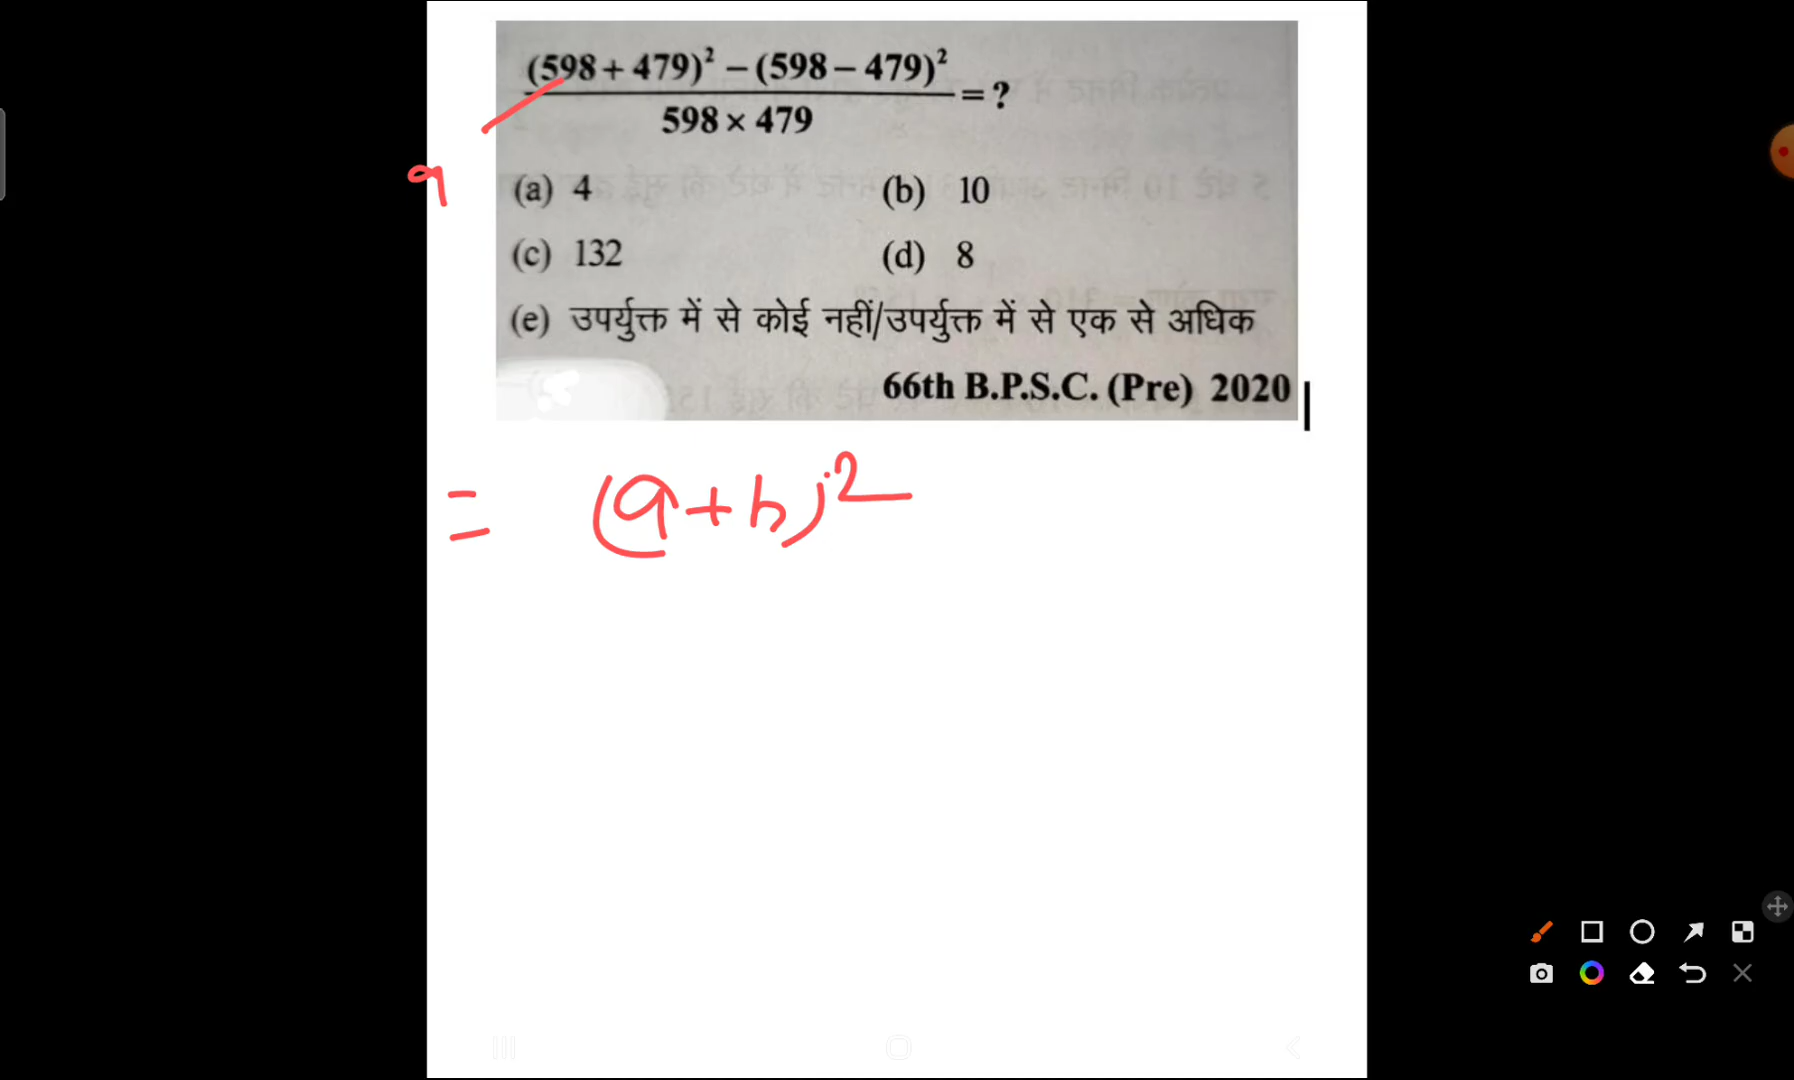 (598 + 479)² − (598 − 479)²
598 × 479
= ?
a
(a) 4 (b) 10
(c) 132 (d) 8
(e) उपर्युक्त में से कोई नहीं/उपर्युक्त में से एक से अधिक
66th B.P.S.C. (Pre) 2020
= (a+b)²